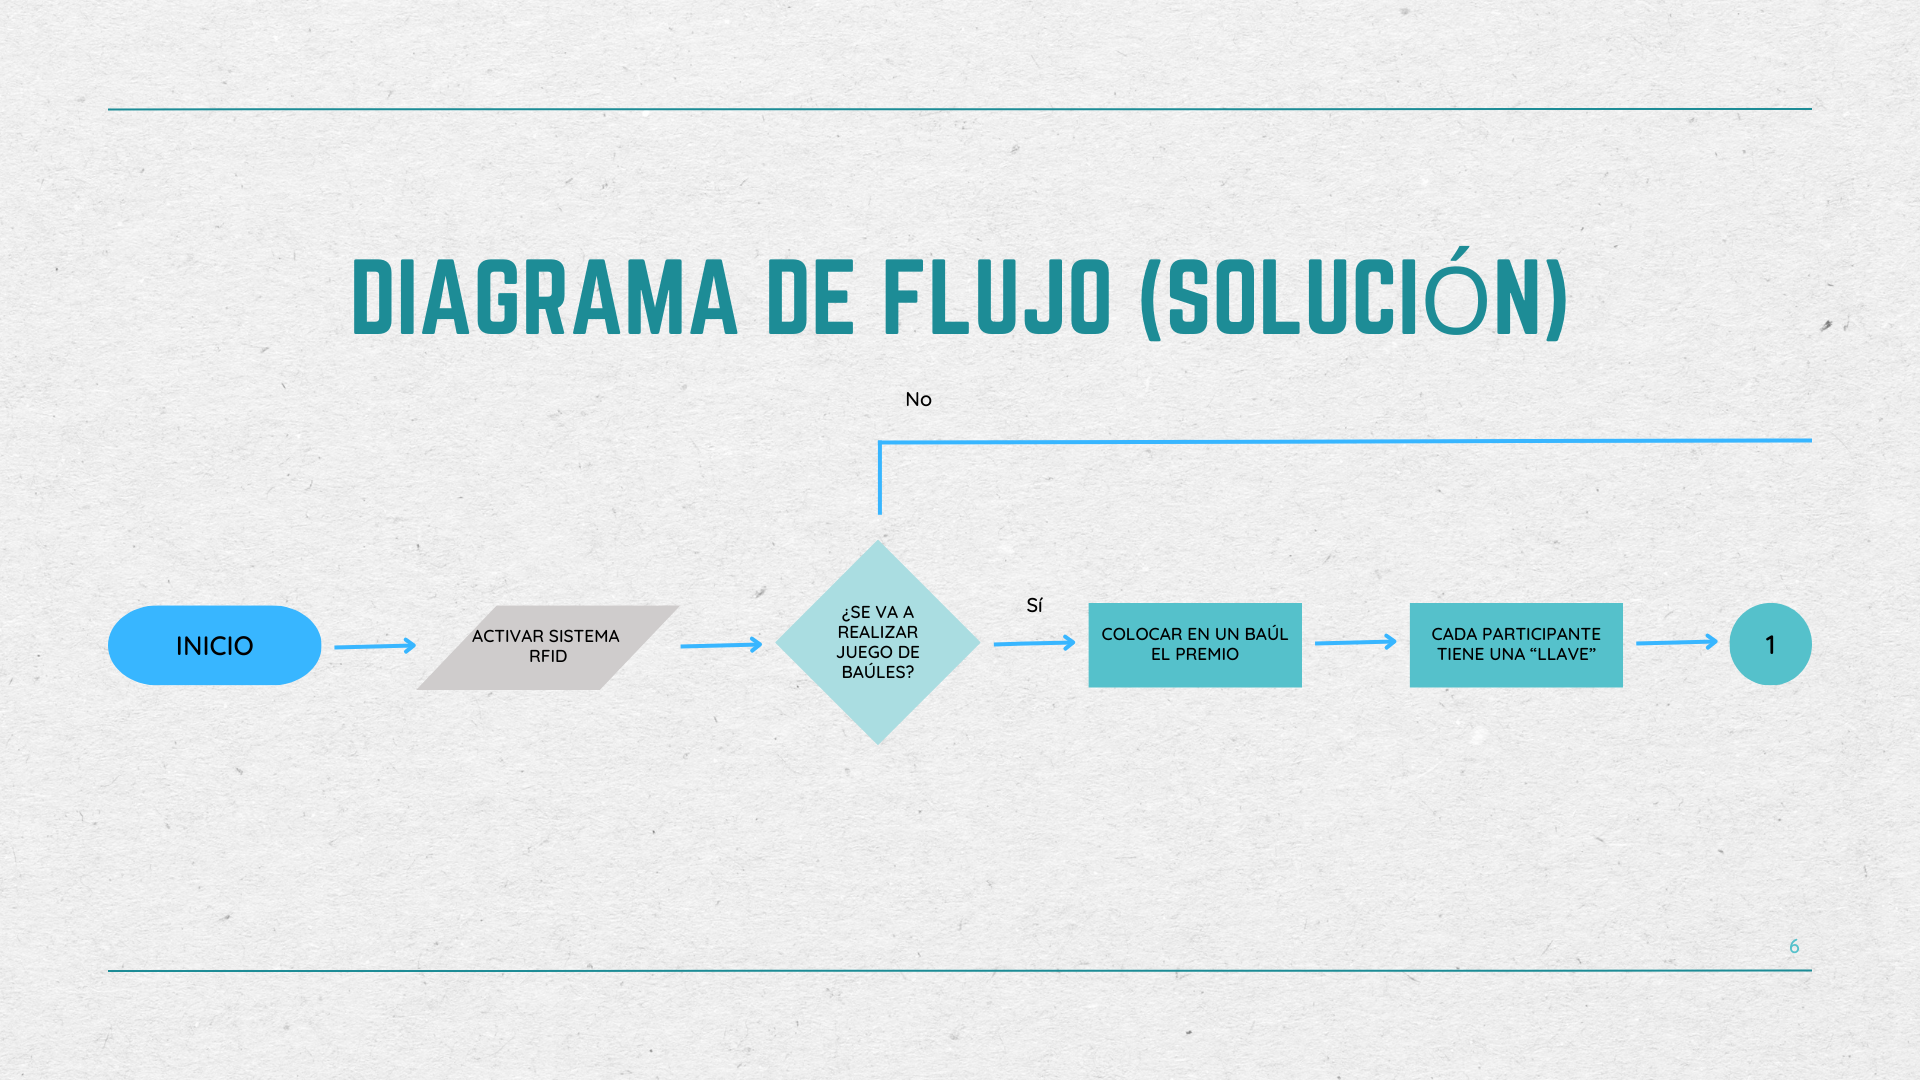 DIAGRAMA DE FLUJO (SOLUCIÓN)
No
INICIO
ACTIVAR SISTEMA
RFID
¿SE VA A
REALIZAR
JUEGO DE
BAÚLES?
Sí
COLOCAR EN UN BAÚL
EL PREMIO
CADA PARTICIPANTE
TIENE UNA “LLAVE”
1
6